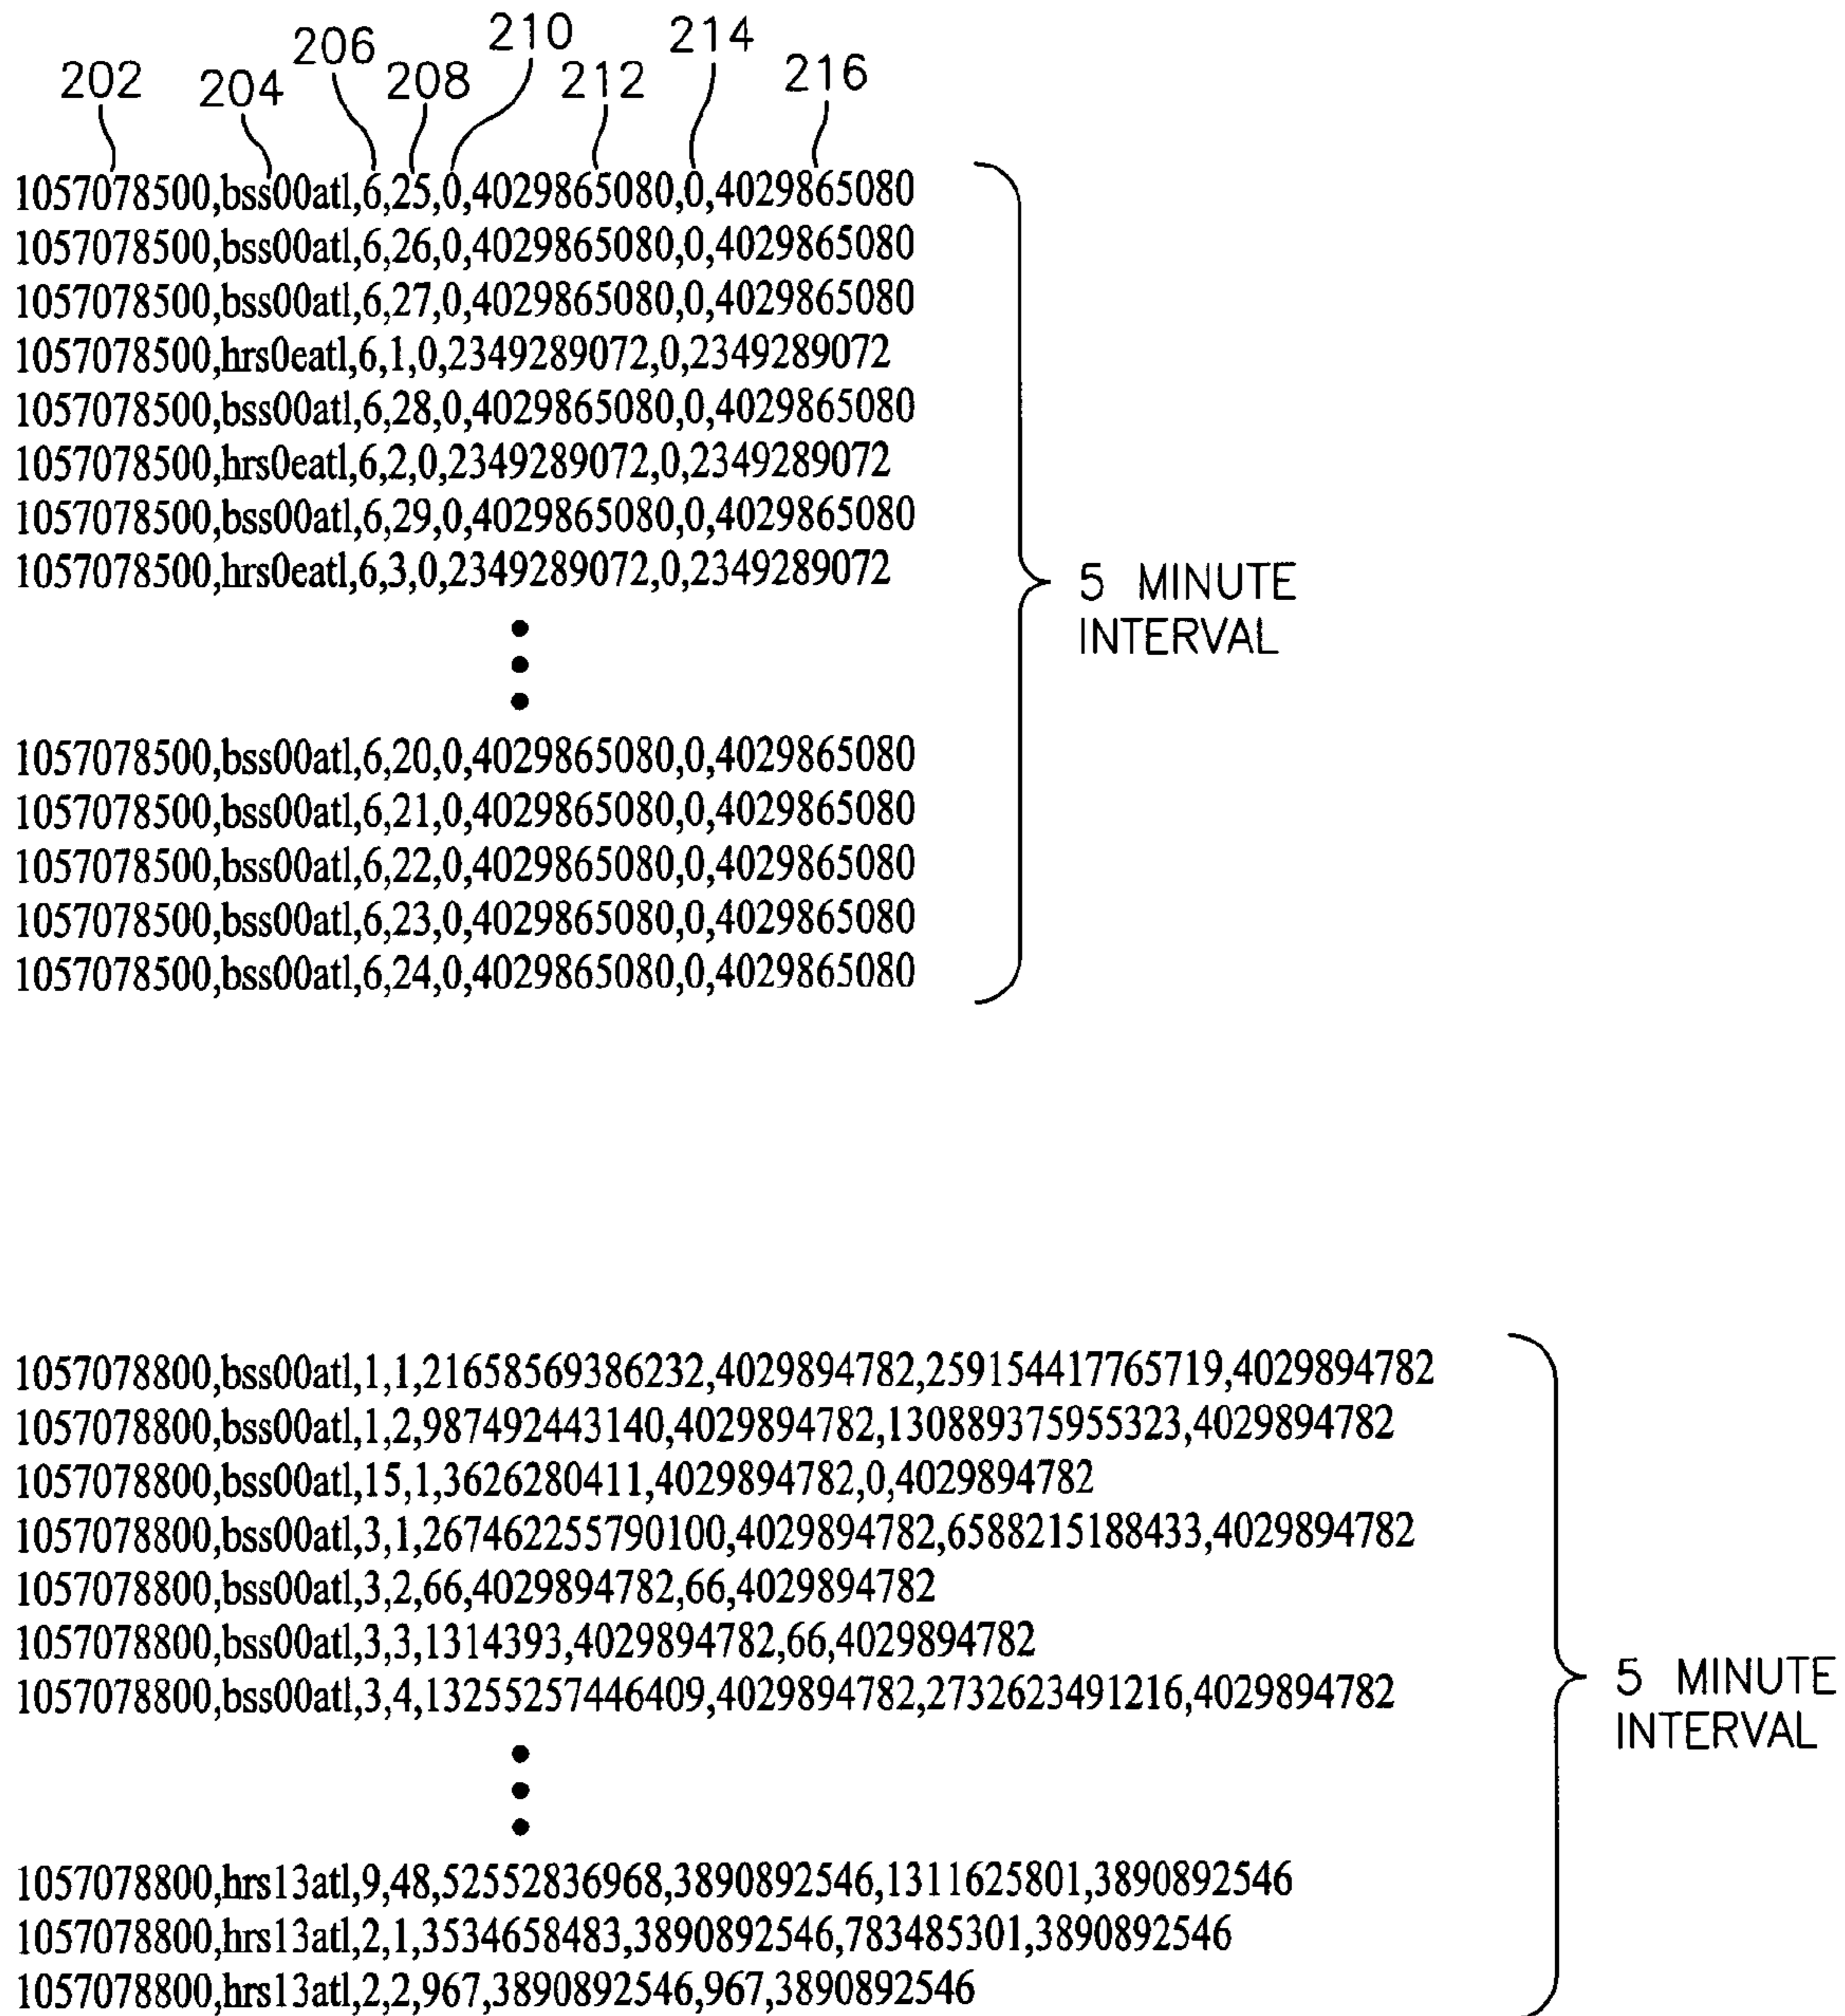 210 214
206 216
202 204 208 212
1057078500,bss00atl,6,25,0,4029865080,0,4029865080
1057078500,bss00atl,6,26,0,4029865080,0,4029865080
1057078500,bss00atl,6,27,0,4029865080,0,4029865080
1057078500,hrs0eatl,6,1,0,2349289072,0,2349289072
1057078500,bss00atl,6,28,0,4029865080,0,4029865080
1057078500,hrs0eatl,6,2,0,2349289072,0,2349289072
1057078500,bss00atl,6,29,0,4029865080,0,4029865080
1057078500,hrs0eatl,6,3,0,2349289072,0,2349289072
5 MINUTE
INTERVAL
1057078500,bss00atl,6,20,0,4029865080,0,4029865080
1057078500,bss00atl,6,21,0,4029865080,0,4029865080
1057078500,bss00atl,6,22,0,4029865080,0,4029865080
1057078500,bss00atl,6,23,0,4029865080,0,4029865080
1057078500,bss00atl,6,24,0,4029865080,0,4029865080
1057078800,bss00atl,1,1,21658569386232,4029894782,259154417765719,4029894782
1057078800,bss00atl,1,2,987492443140,4029894782,130889375955323,4029894782
1057078800,bss00atl,15,1,3626280411,4029894782,0,4029894782
1057078800,bss00atl,3,1,267462255790100,4029894782,6588215188433,4029894782
1057078800,bss00atl,3,2,66,4029894782,66,4029894782
1057078800,bss00atl,3,3,1314393,4029894782,66,4029894782
1057078800,bss00atl,3,4,13255257446409,4029894782,2732623491216,4029894782
5 MINUTE
INTERVAL
1057078800,hrs13atl,9,48,52552836968,3890892546,1311625801,3890892546
1057078800,hrs13atl,2,1,3534658483,3890892546,783485301,3890892546
1057078800,hrs13atl,2,2,967,3890892546,967,3890892546